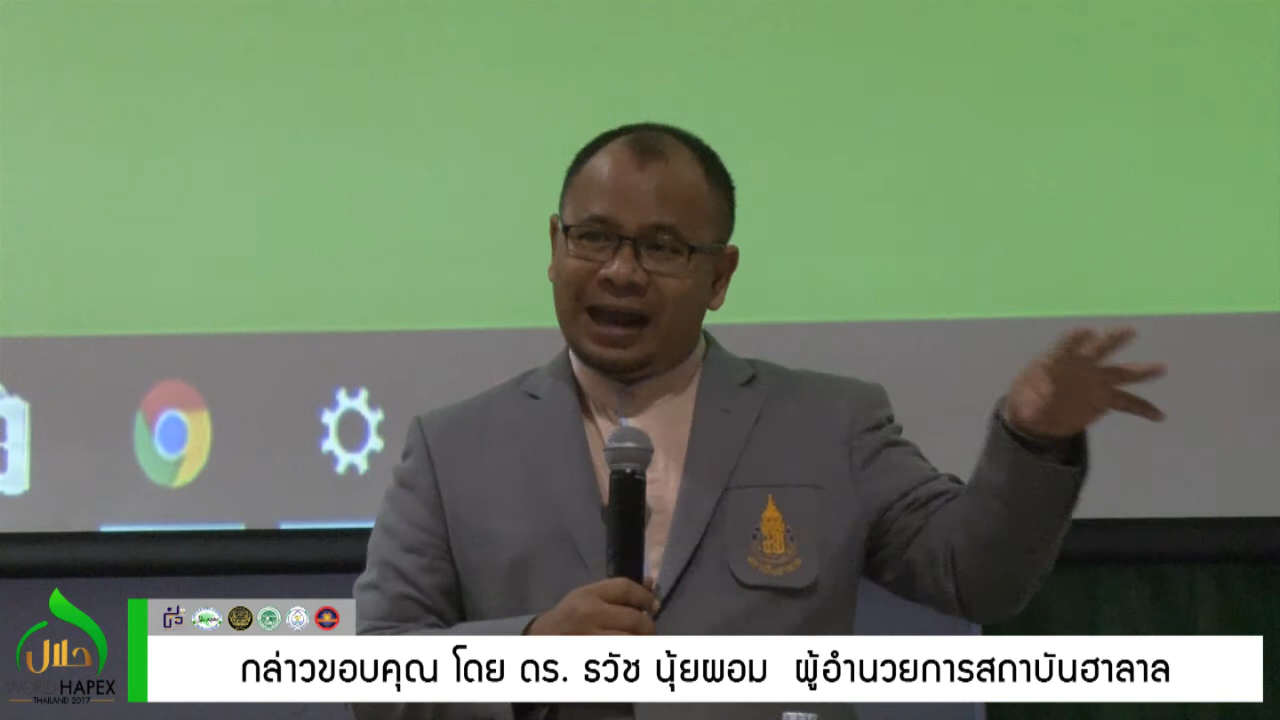 حلال
WORLD HAPEX
THAILAND 2017
กล่าวขอบคุณ โดย ดร. ธวัช นุ้ยผอม ผู้อำนวยการสถาบันฮาลาล